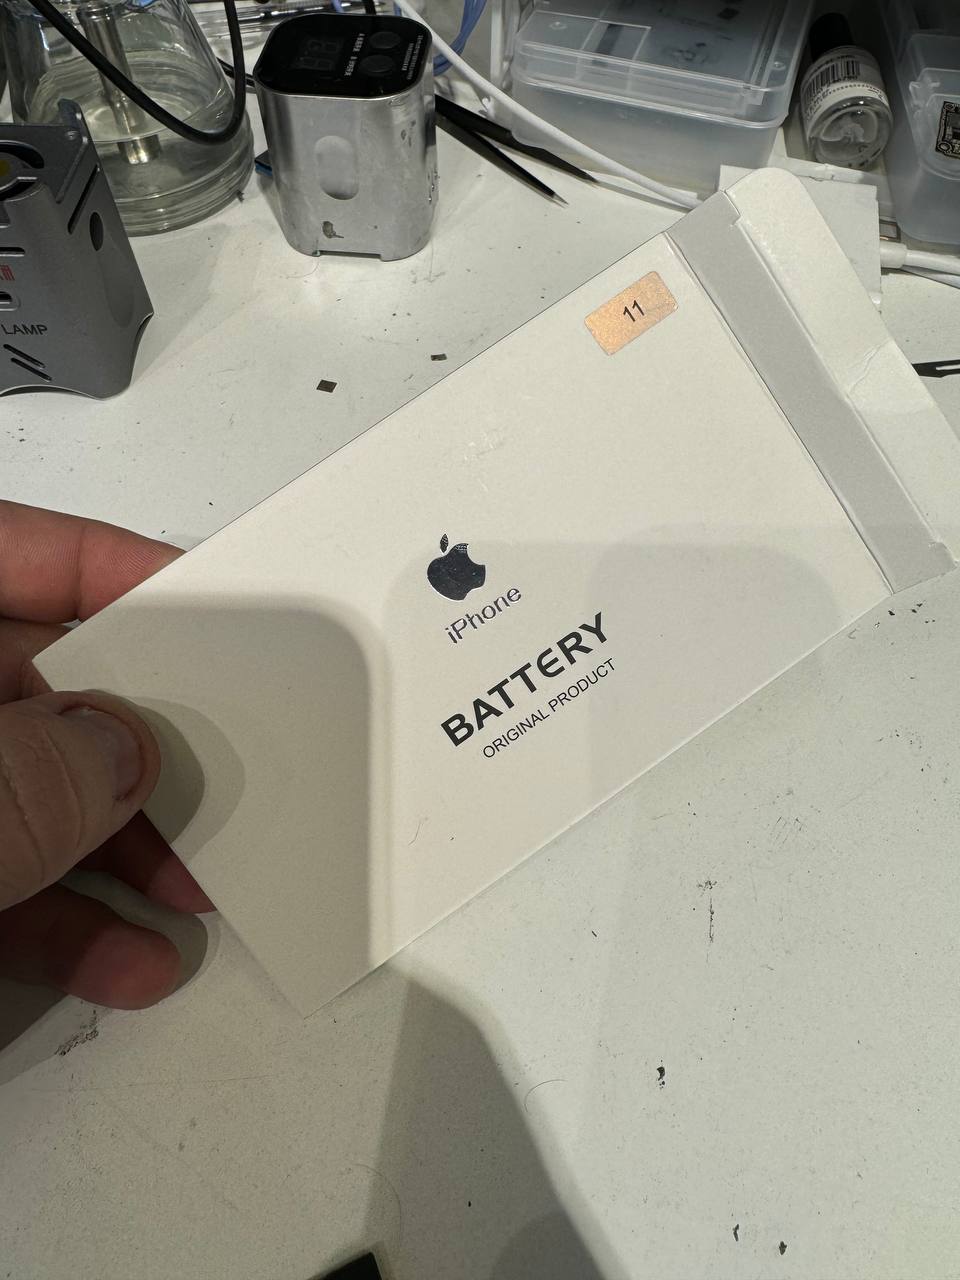 LAMP
11
iPhone
BATTERY
ORIGINAL PRODUCT